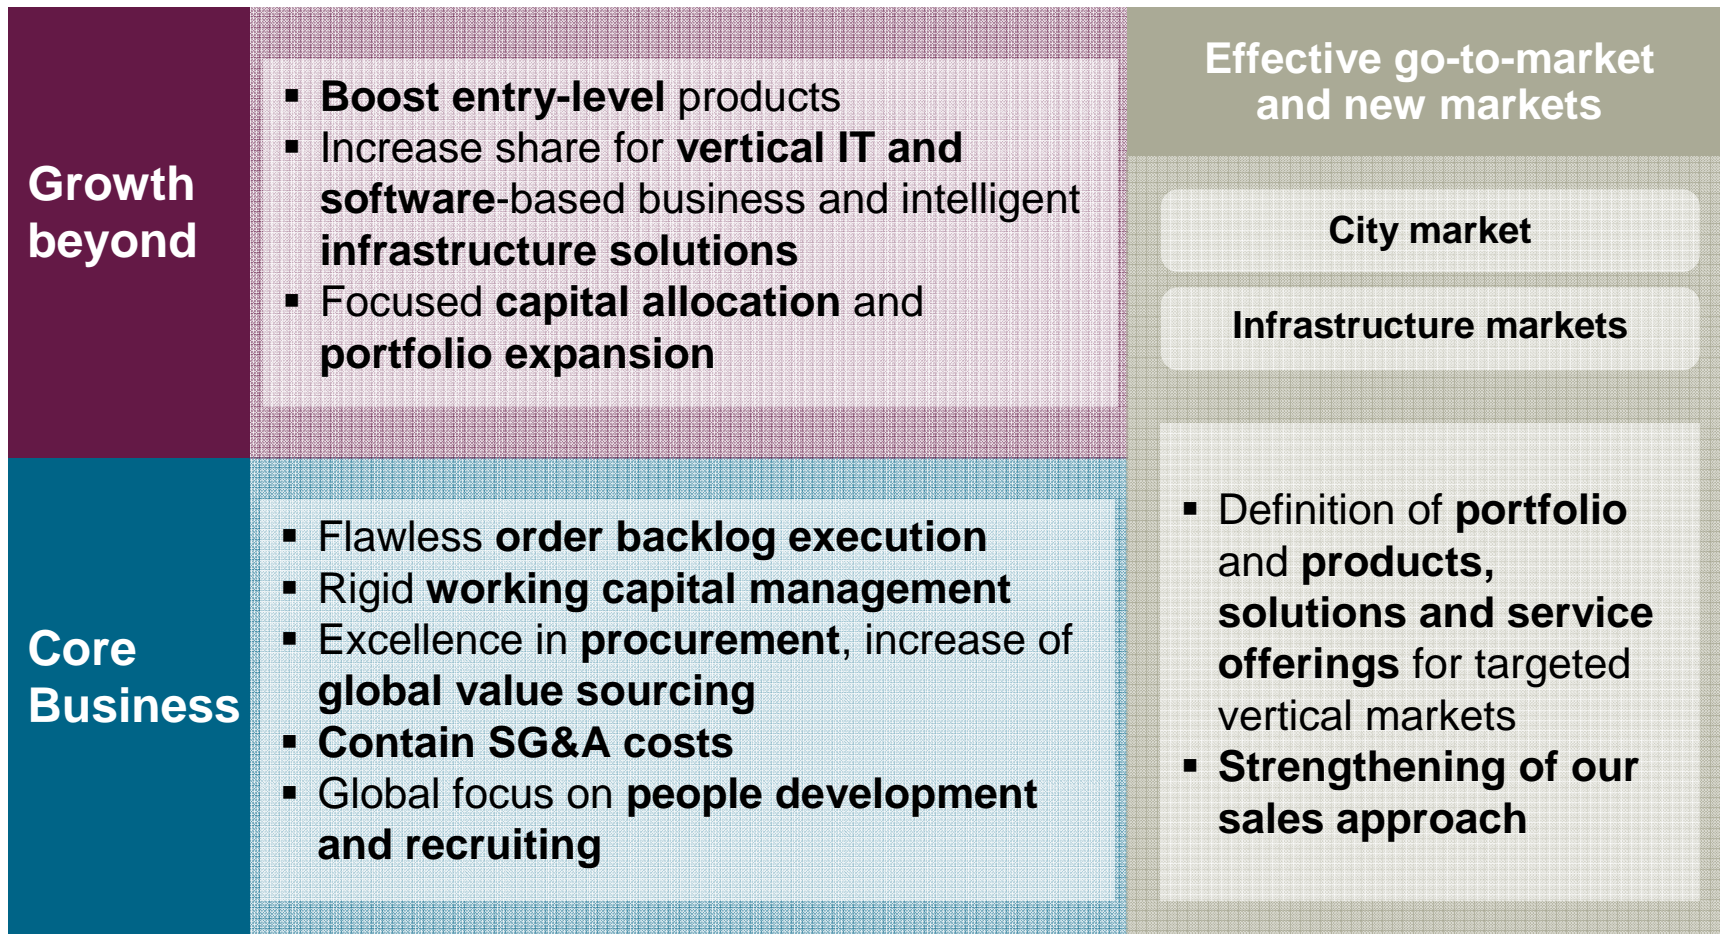 Growth
beyond
▪ Boost entry-level products
▪ Increase share for vertical IT and
software-based business and intelligent
infrastructure solutions
▪ Focused capital allocation and
portfolio expansion
Core
Business
▪ Flawless order backlog execution
▪ Rigid working capital management
▪ Excellence in procurement, increase of
global value sourcing
▪ Contain SG&A costs
▪ Global focus on people development
and recruiting
Effective go-to-market
and new markets
City market
Infrastructure markets
▪ Definition of portfolio
and products,
solutions and service
offerings for targeted
vertical markets
▪ Strengthening of our
sales approach